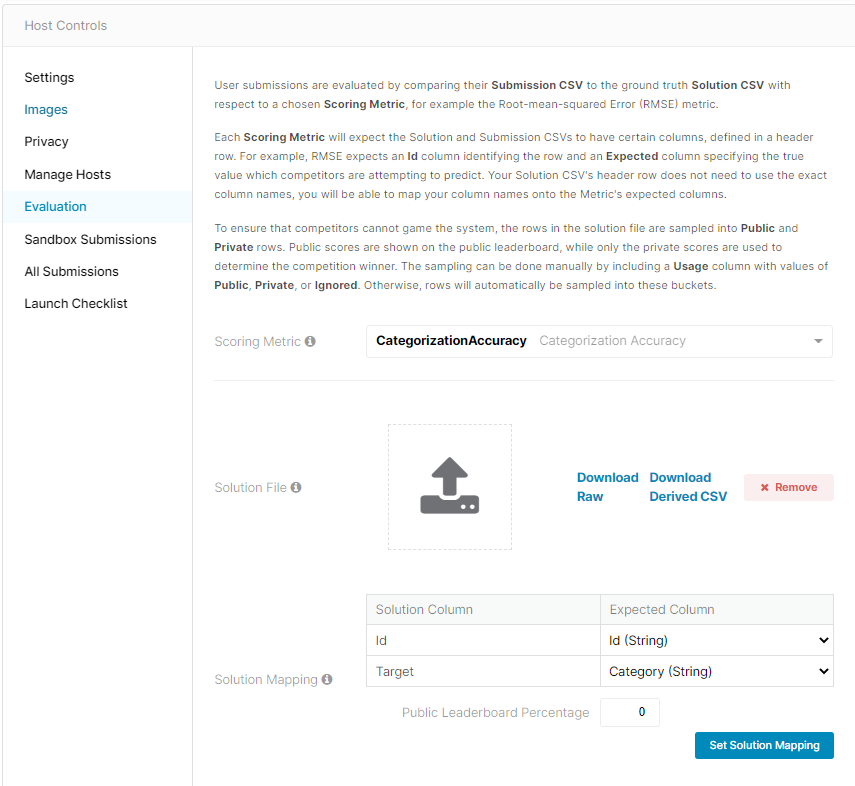 Host Controls
Settings
Images
Privacy
Manage Hosts
Evaluation
Sandbox Submissions
All Submissions
Launch Checklist
User submissions are evaluated by comparing their Submission CSV to the ground truth Solution CSV with
respect to a chosen Scoring Metric, for example the Root-mean-squared Error (RMSE) metric.
Each Scoring Metric will expect the Solution and Submission CSVs to have certain columns, defined in a header
row. For example, RMSE expects an Id column identifying the row and an Expected column specifying the true
value which competitors are attempting to predict. Your Solution CSV's header row does not need to use the exact
column names, you will be able to map your column names onto the Metric's expected columns.
To ensure that competitors cannot game the system, the rows in the solution file are sampled into Public and
Private rows. Public scores are shown on the public leaderboard, while only the private scores are used to
determine the competition winner. The sampling can be done manually by including a Usage column with values of
Public, Private, or Ignored. Otherwise, rows will automatically be sampled into these buckets.
Scoring Metric CategorizationAccuracy Categorization Accuracy
Solution File
Download Raw
Download Derived CSV
Remove
Solution Mapping
Solution Column Expected Column
Id Id (String)
Target Category (String)
Public Leaderboard Percentage 0
Set Solution Mapping